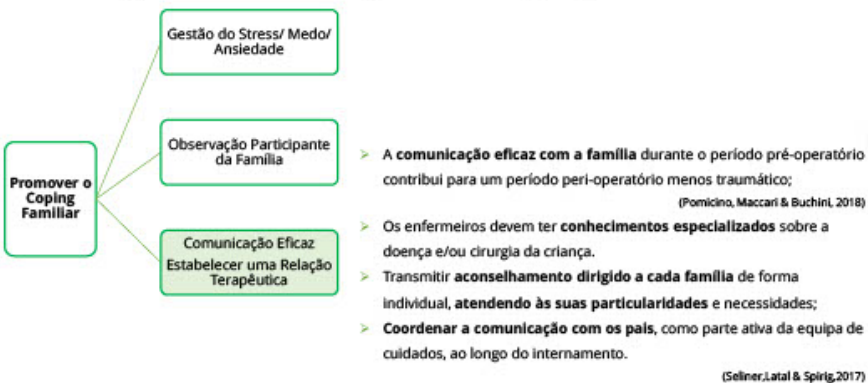 Gestão do Stress/ Medo/
Ansiedade
Observação Participante
da Família
Promover o
Coping
Familiar
Comunicação Eficaz
Estabelecer uma Relação
Terapêutica
➢ A comunicação eficaz com a família durante o período pré-operatório
contribui para um período peri-operatório menos traumático;
(Pomicino, Maccari & Buchini, 2018)
➢ Os enfermeiros devem ter conhecimentos especializados sobre a
doença e/ou cirurgia da criança.
➢ Transmitir aconselhamento dirigido a cada família de forma
individual, atendendo às suas particularidades e necessidades;
➢ Coordenar a comunicação com os pais, como parte ativa da equipa de
cuidados, ao longo do internamento.
(Seliner,Latal & Spirig,2017)